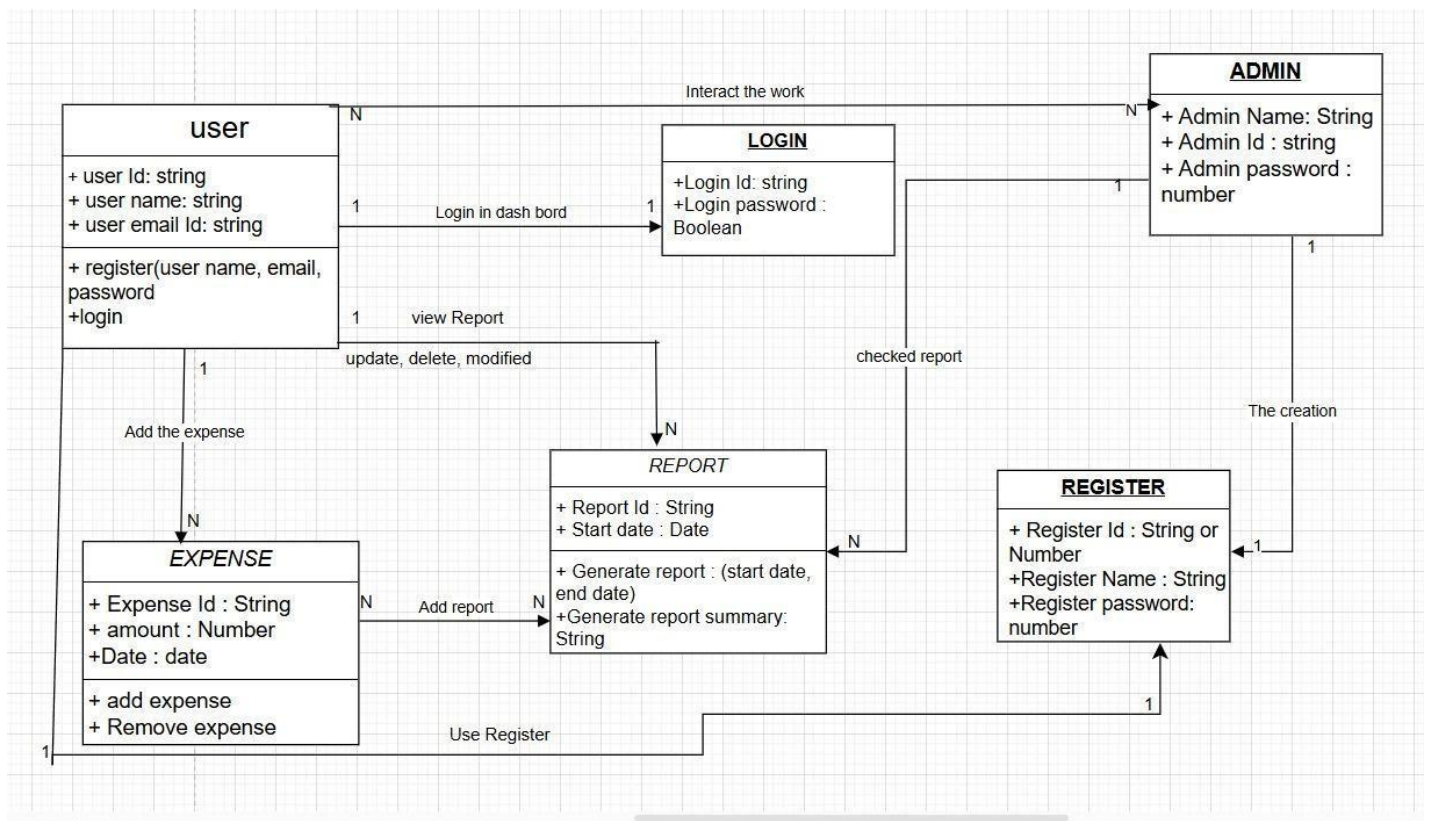 user
+ user Id: string
+ user name: string
+ user email Id: string
+ register(user name, email,
password
+login
N
Interact the work
N
ADMIN
+ Admin Name: String
+ Admin Id : string
+ Admin password :
number
LOGIN
+Login Id: string
+Login password :
Boolean
1
Login in dash bord
1
1
view Report
update, delete, modified
N
1
checked report
N
1
The creation
1
1
Add the expense
N
EXPENSE
+ Expense Id : String
+ amount : Number
+Date : date
+ add expense
+ Remove expense
N
Add report
N
REPORT
+ Report Id : String
+ Start date : Date
+ Generate report : (start date,
end date)
+Generate report summary:
String
REGISTER
+ Register Id : String or
Number
+Register Name : String
+Register password:
number
1
Use Register
1